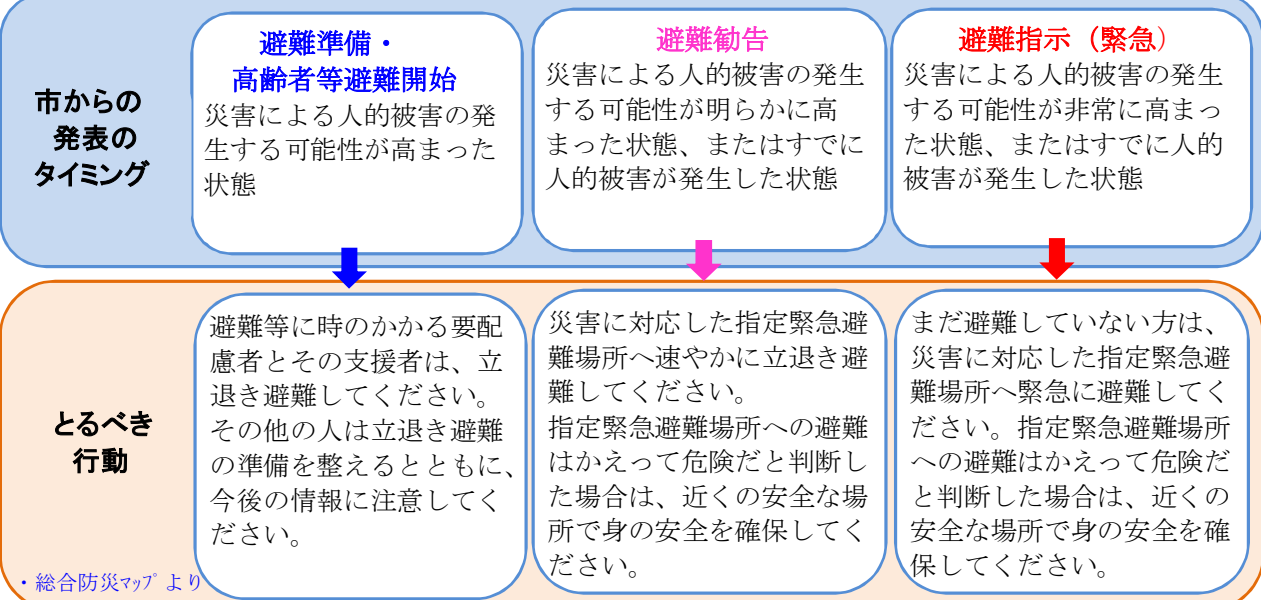 市からの
発表の
タイミング
避難準備・
高齢者等避難開始
災害による人的被害の発
生する可能性が高まった
状態
避難勧告
災害による人的被害の発生
する可能性が明らかに高
まった状態、またはすでに
人的被害が発生した状態
避難指示（緊急）
災害による人的被害の発生
する可能性が非常に高まっ
た状態、またはすでに人的
被害が発生した状態
とるべき
行動
避難等に時のかかる要配
慮者とその支援者は、立
退き避難してください。
その他の人は立退き避難
の準備を整えるとともに、
今後の情報に注意してく
ださい。
災害に対応した指定緊急避
難場所へ速やかに立退き避
難してください。
指定緊急避難場所への避難
はかえって危険だと判断し
た場合は、近くの安全な場
所で身の安全を確保してく
ださい。
まだ避難していない方は、
災害に対応した指定緊急避
難場所へ緊急に避難してく
ださい。指定緊急避難場所
への避難はかえって危険だ
と判断した場合は、近くの
安全な場所で身の安全を確
保してください。
・総合防災ﾏｯﾌﾟより